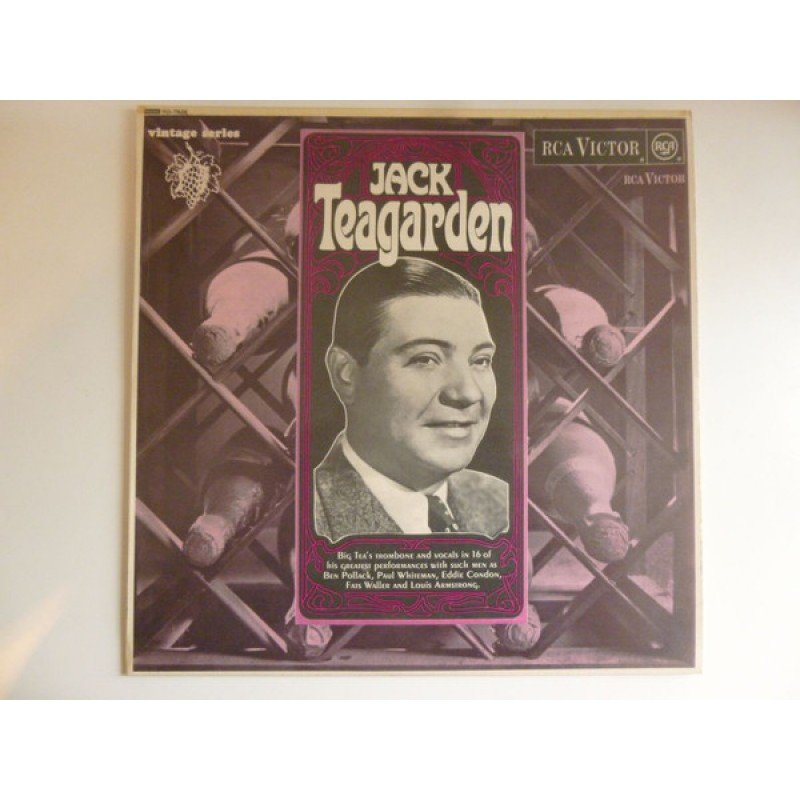 vintage series
RCA VICTOR
RCA
RCA VICTOR
JACK
Teagarden
BIG TEA'S TROMBONE AND VOCALS IN 16 OF
HIS GREATEST PERFORMANCES WITH SUCH MEN AS
BEN POLLACK, PAUL WHITEMAN, EDDIE CONDON,
FATS WALLER AND LOUIS ARMSTRONG.